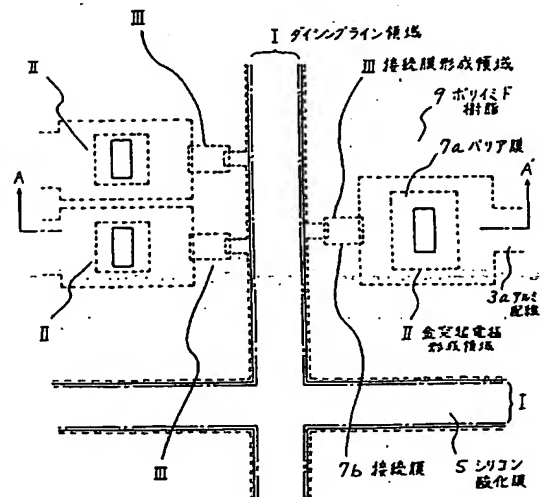 I ダイシングライン領域
III
III 接続膜形成領域
II
9 ポリイミド
樹脂
7a バリア膜
A
A'
3a アルミ
配線
II
III
II 金突起電極
形成領域
I
III
7b 接続膜
5 シリコン
酸化膜